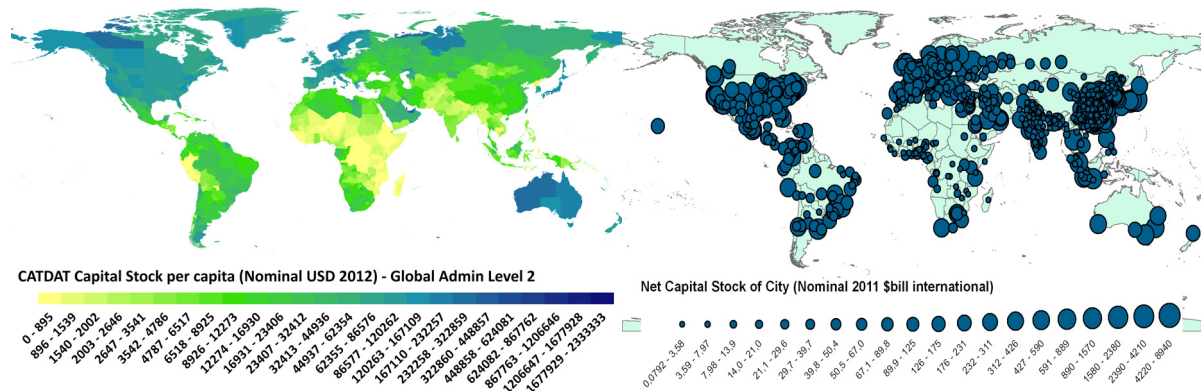 CATDAT Capital Stock per capita (Nominal USD 2012) - Global Admin Level 2
0 - 895
896 - 1539
1540 - 2002
2003 - 2646
2647 - 3541
3542 - 4786
4787 - 6517
6518 - 8925
8926 - 12273
12274 - 16930
16931 - 23406
23407 - 32412
32413 - 44936
44937 - 62354
62355 - 86576
86577 - 120262
120263 - 167109
167110 - 232257
232258 - 322859
322860 - 448857
448858 - 624081
624082 - 867762
867763 - 1206646
1206647 - 1677928
1677929 - 2333333
Net Capital Stock of City (Nominal 2011 $bill international)
0.0792 - 3.58
3.59 - 7.97
7.98 - 13.9
14.0 - 21.0
21.1 - 29.6
29.7 - 39.7
39.8 - 50.4
50.5 - 67.0
67.1 - 89.8
89.9 - 125
126 - 175
176 - 231
232 - 311
312 - 426
427 - 590
591 - 889
890 - 1570
1580 - 2380
2390 - 4210
4220 - 8940